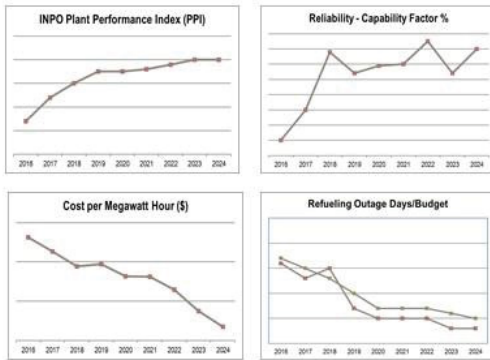 INPO Plant Performance Index (PPI)
2016 2017 2018 2019 2020 2021 2022 2023 2024
Reliability - Capability Factor %
2016 2017 2018 2019 2020 2021 2022 2023 2024
Cost per Megawatt Hour ($)
2016 2017 2018 2019 2020 2021 2022 2023 2024
Refueling Outage Days/Budget
2016 2017 2018 2019 2020 2021 2022 2023 2024